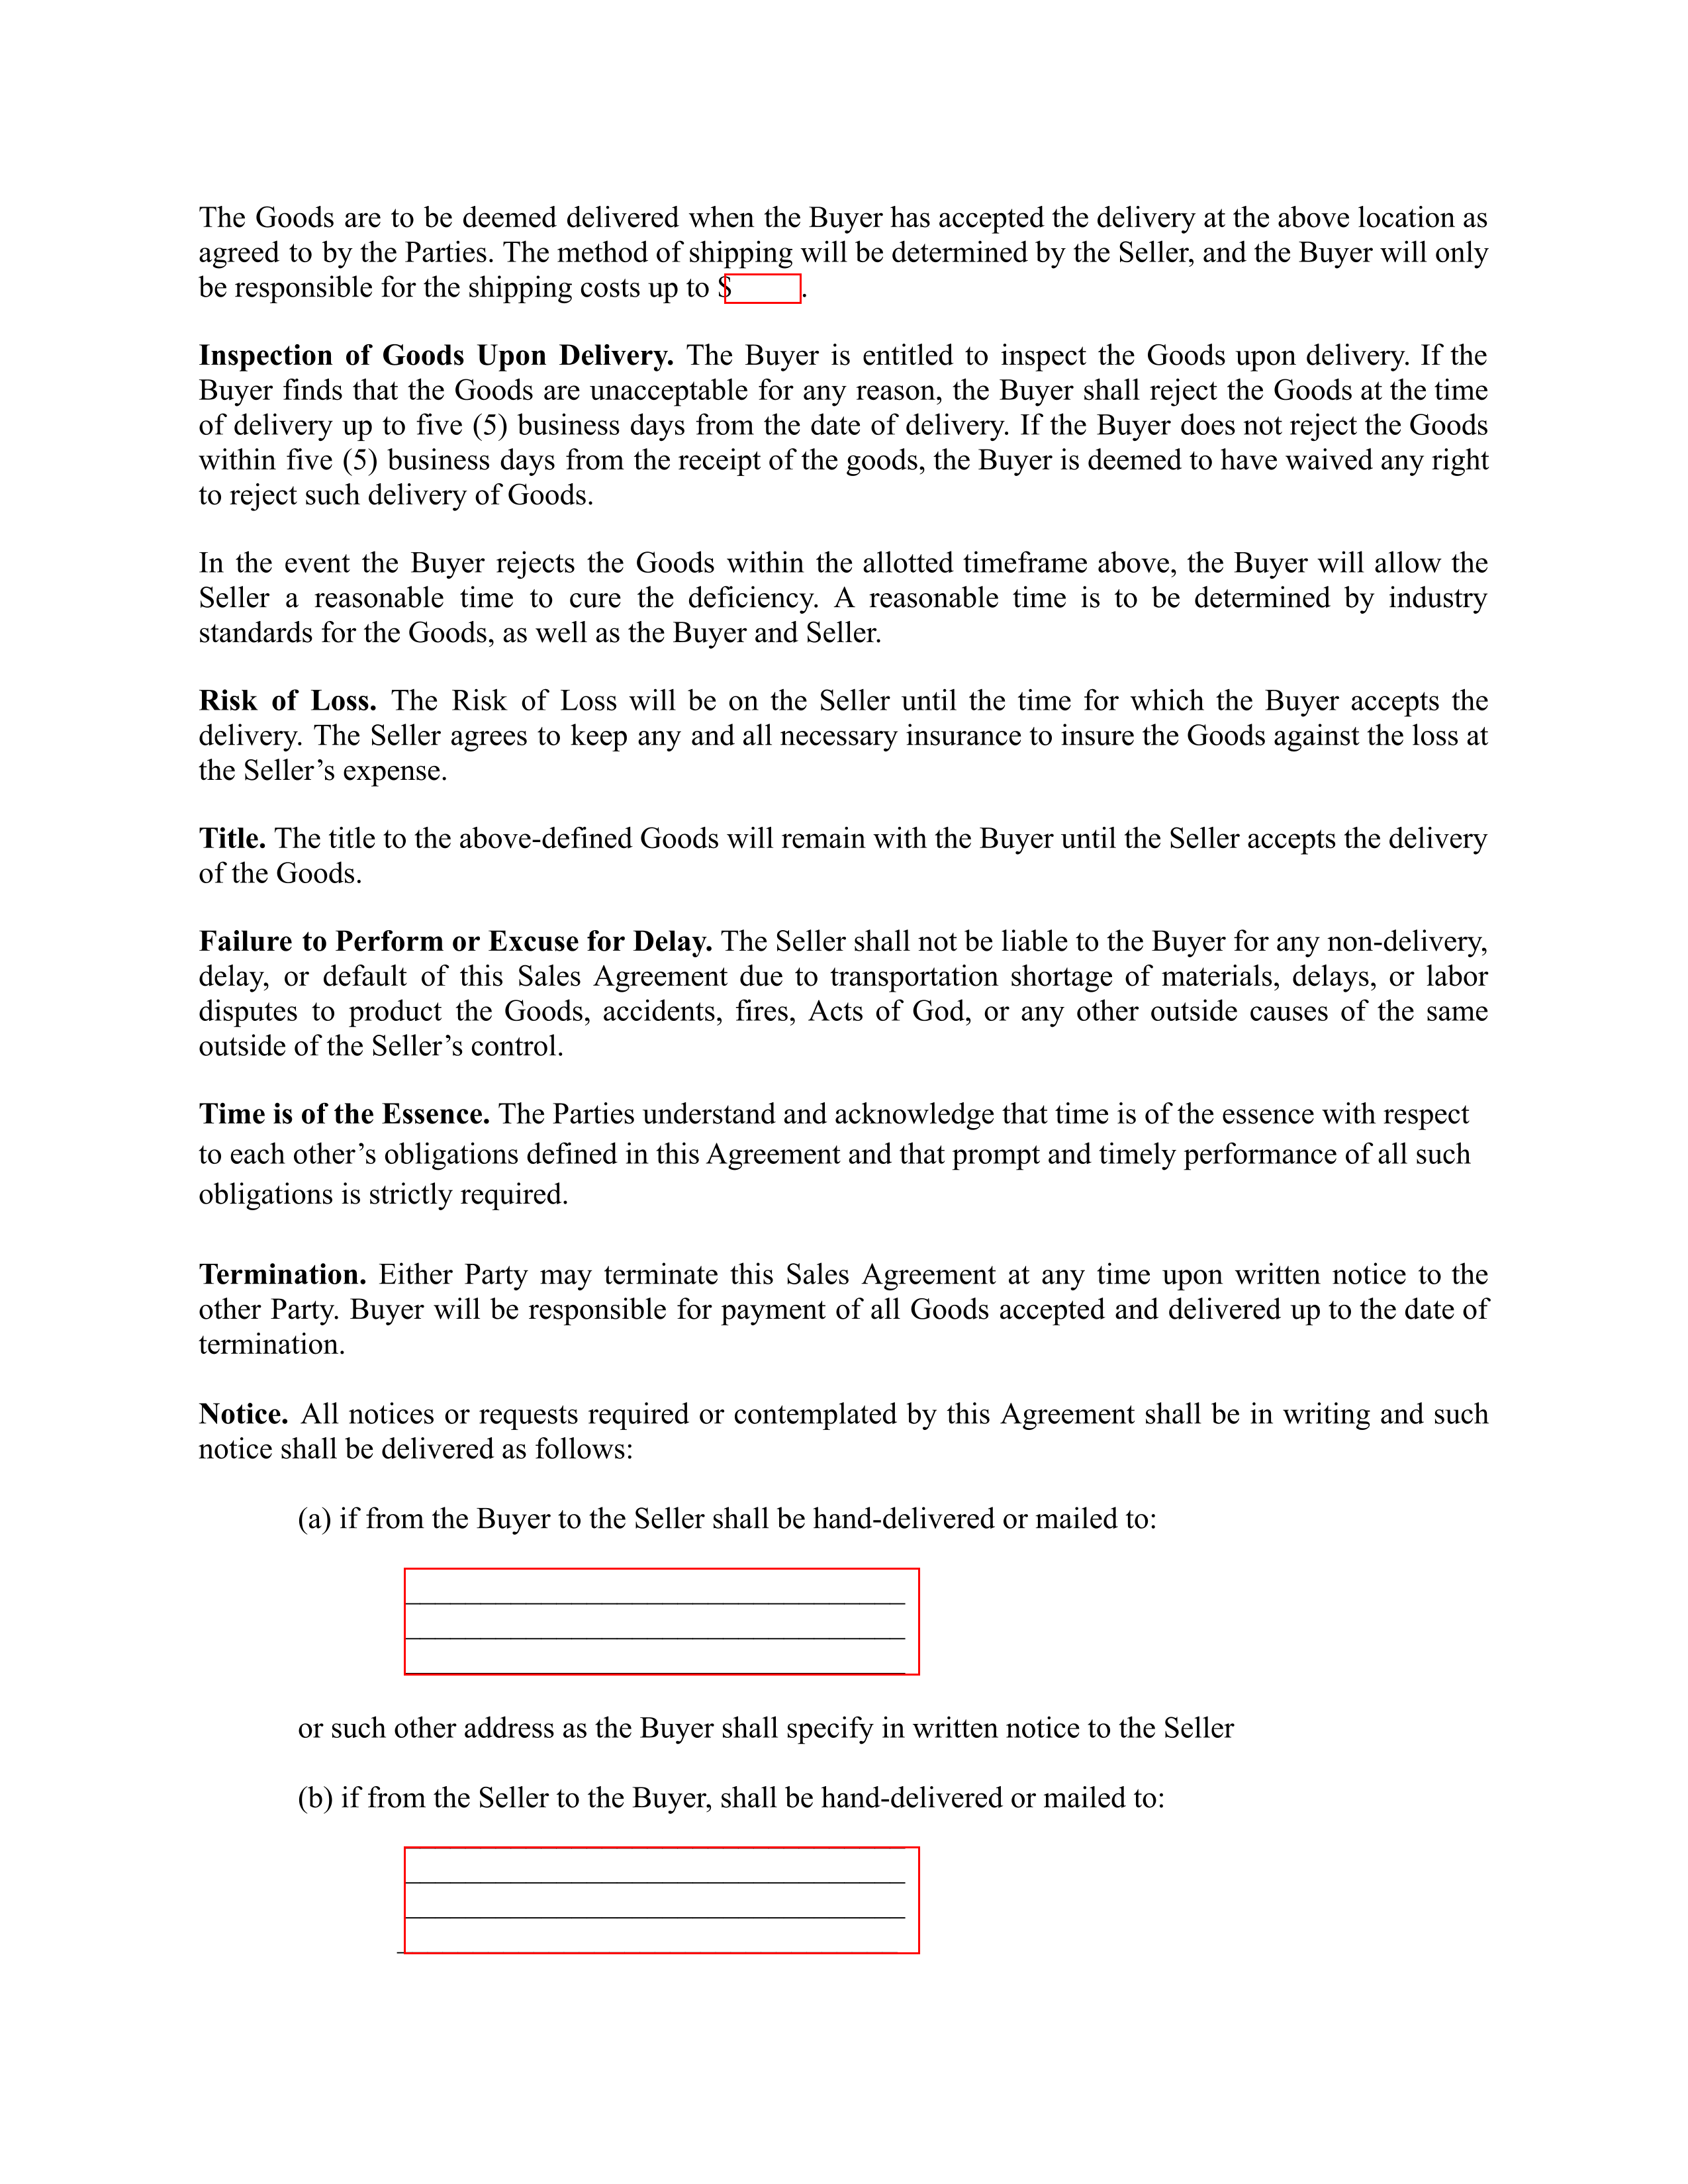 The Goods are to be deemed delivered when the Buyer has accepted the delivery at the above location as
agreed to by the Parties. The method of shipping will be determined by the Seller, and the Buyer will only
be responsible for the shipping costs up to $.
Inspection of Goods Upon Delivery. The Buyer is entitled to inspect the Goods upon delivery. If the
Buyer finds that the Goods are unacceptable for any reason, the Buyer shall reject the Goods at the time
of delivery up to five (5) business days from the date of delivery. If the Buyer does not reject the Goods
within five (5) business days from the receipt of the goods, the Buyer is deemed to have waived any right
to reject such delivery of Goods.
In the event the Buyer rejects the Goods within the allotted timeframe above, the Buyer will allow the
Seller a reasonable time to cure the deficiency. A reasonable time is to be determined by industry
standards for the Goods, as well as the Buyer and Seller.
Risk of Loss. The Risk of Loss will be on the Seller until the time for which the Buyer accepts the
delivery. The Seller agrees to keep any and all necessary insurance to insure the Goods against the loss at
the Seller’s expense.
Title. The title to the above-defined Goods will remain with the Buyer until the Seller accepts the delivery
of the Goods.
Failure to Perform or Excuse for Delay. The Seller shall not be liable to the Buyer for any non-delivery,
delay, or default of this Sales Agreement due to transportation shortage of materials, delays, or labor
disputes to product the Goods, accidents, fires, Acts of God, or any other outside causes of the same
outside of the Seller’s control.
Time is of the Essence. The Parties understand and acknowledge that time is of the essence with respect
to each other’s obligations defined in this Agreement and that prompt and timely performance of all such
obligations is strictly required.
Termination. Either Party may terminate this Sales Agreement at any time upon written notice to the
other Party. Buyer will be responsible for payment of all Goods accepted and delivered up to the date of
termination.
Notice. All notices or requests required or contemplated by this Agreement shall be in writing and such
notice shall be delivered as follows:
(a) if from the Buyer to the Seller shall be hand-delivered or mailed to:
or such other address as the Buyer shall specify in written notice to the Seller
(b) if from the Seller to the Buyer, shall be hand-delivered or mailed to: